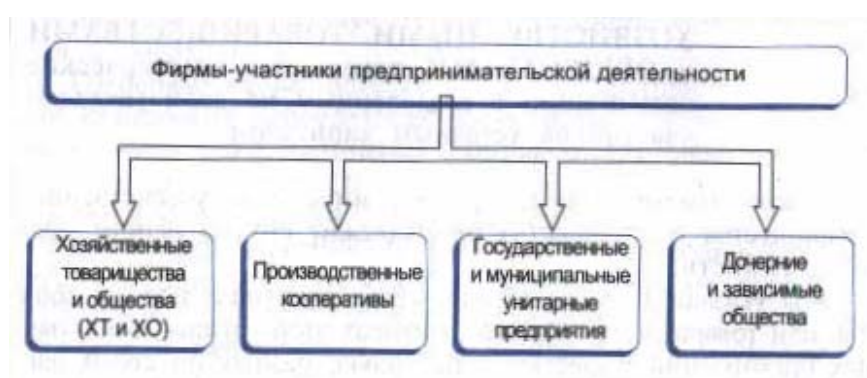 Фирмы-участники предпринимательской деятельности
Хозяйственные
товарищества
и общества
(ХТ и ХО)
Производственные
кооперативы
Государственные
и муниципальные
унитарные
предприятия
Дочерние
и зависимые
общества